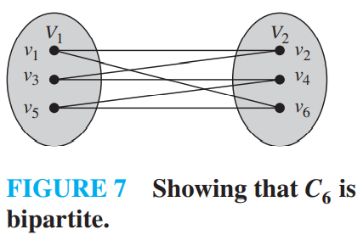 V₁ V₂
v₁ v₂
v₃ v₄
v₅ v₆
FIGURE 7 Showing that C₆ is
bipartite.